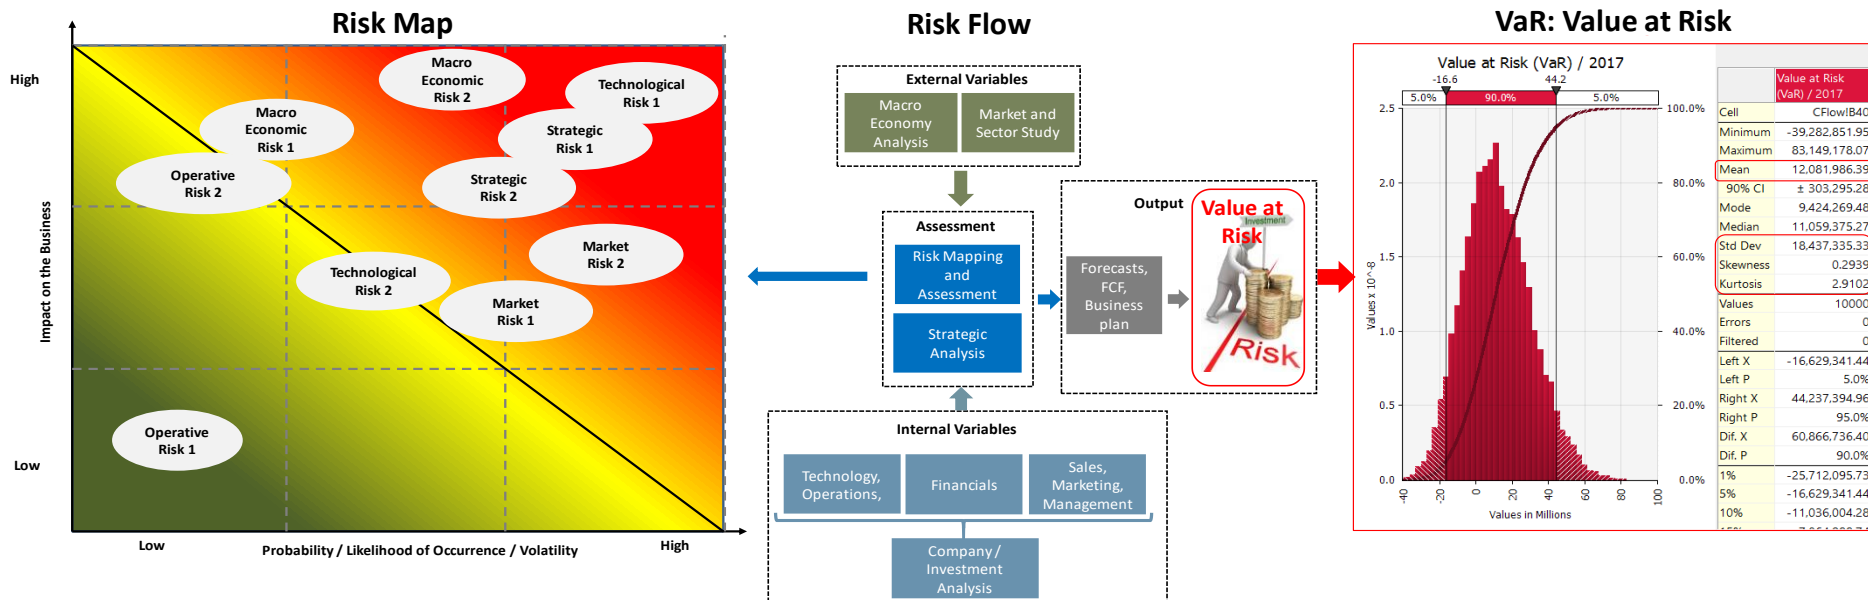 Risk Map
High
Impact on the Business
Low
Macro
Economic
Risk 2
Technological
Risk 1
Macro
Economic
Risk 1
Strategic
Risk 1
Operative
Risk 2
Strategic
Risk 2
Market
Risk 2
Technological
Risk 2
Market
Risk 1
Operative
Risk 1
Low
Probability / Likelihood of Occurrence / Volatility
High
Risk Flow
External Variables
Macro
Economy
Analysis
Market and
Sector Study
Assessment
Risk Mapping
and
Assessment
Strategic
Analysis
Output
Forecasts,
FCF,
Business
plan
Value at
Risk
Investment
Risk
Internal Variables
Technology,
Operations,
Financials
Sales,
Marketing,
Management
Company /
Investment
Analysis
VaR: Value at Risk
Value at Risk (VaR) / 2017
-16.6
44.2
5.0%
90.0%
5.0%
2.5
2.0
1.5
1.0
0.5
0.0
Values x 10^-8
100.0%
80.0%
60.0%
40.0%
20.0%
0.0%
-40
-20
0
20
40
60
80
100
Values in Millions
Value at Risk
(VaR) / 2017
Cell CFlow!B40
Minimum -39,282,851.95
Maximum 83,149,178.07
Mean 12,081,986.39
90% CI ± 303,295.28
Mode 9,424,269.48
Median 11,059,375.27
Std Dev 18,437,335.33
Skewness 0.2939
Kurtosis 2.9102
Values 10000
Errors 0
Filtered 0
Left X -16,629,341.44
Left P 5.0%
Right X 44,237,394.96
Right P 95.0%
Dif. X 60,866,736.40
Dif. P 90.0%
1% -25,712,095.73
5% -16,629,341.44
10% -11,036,004.28